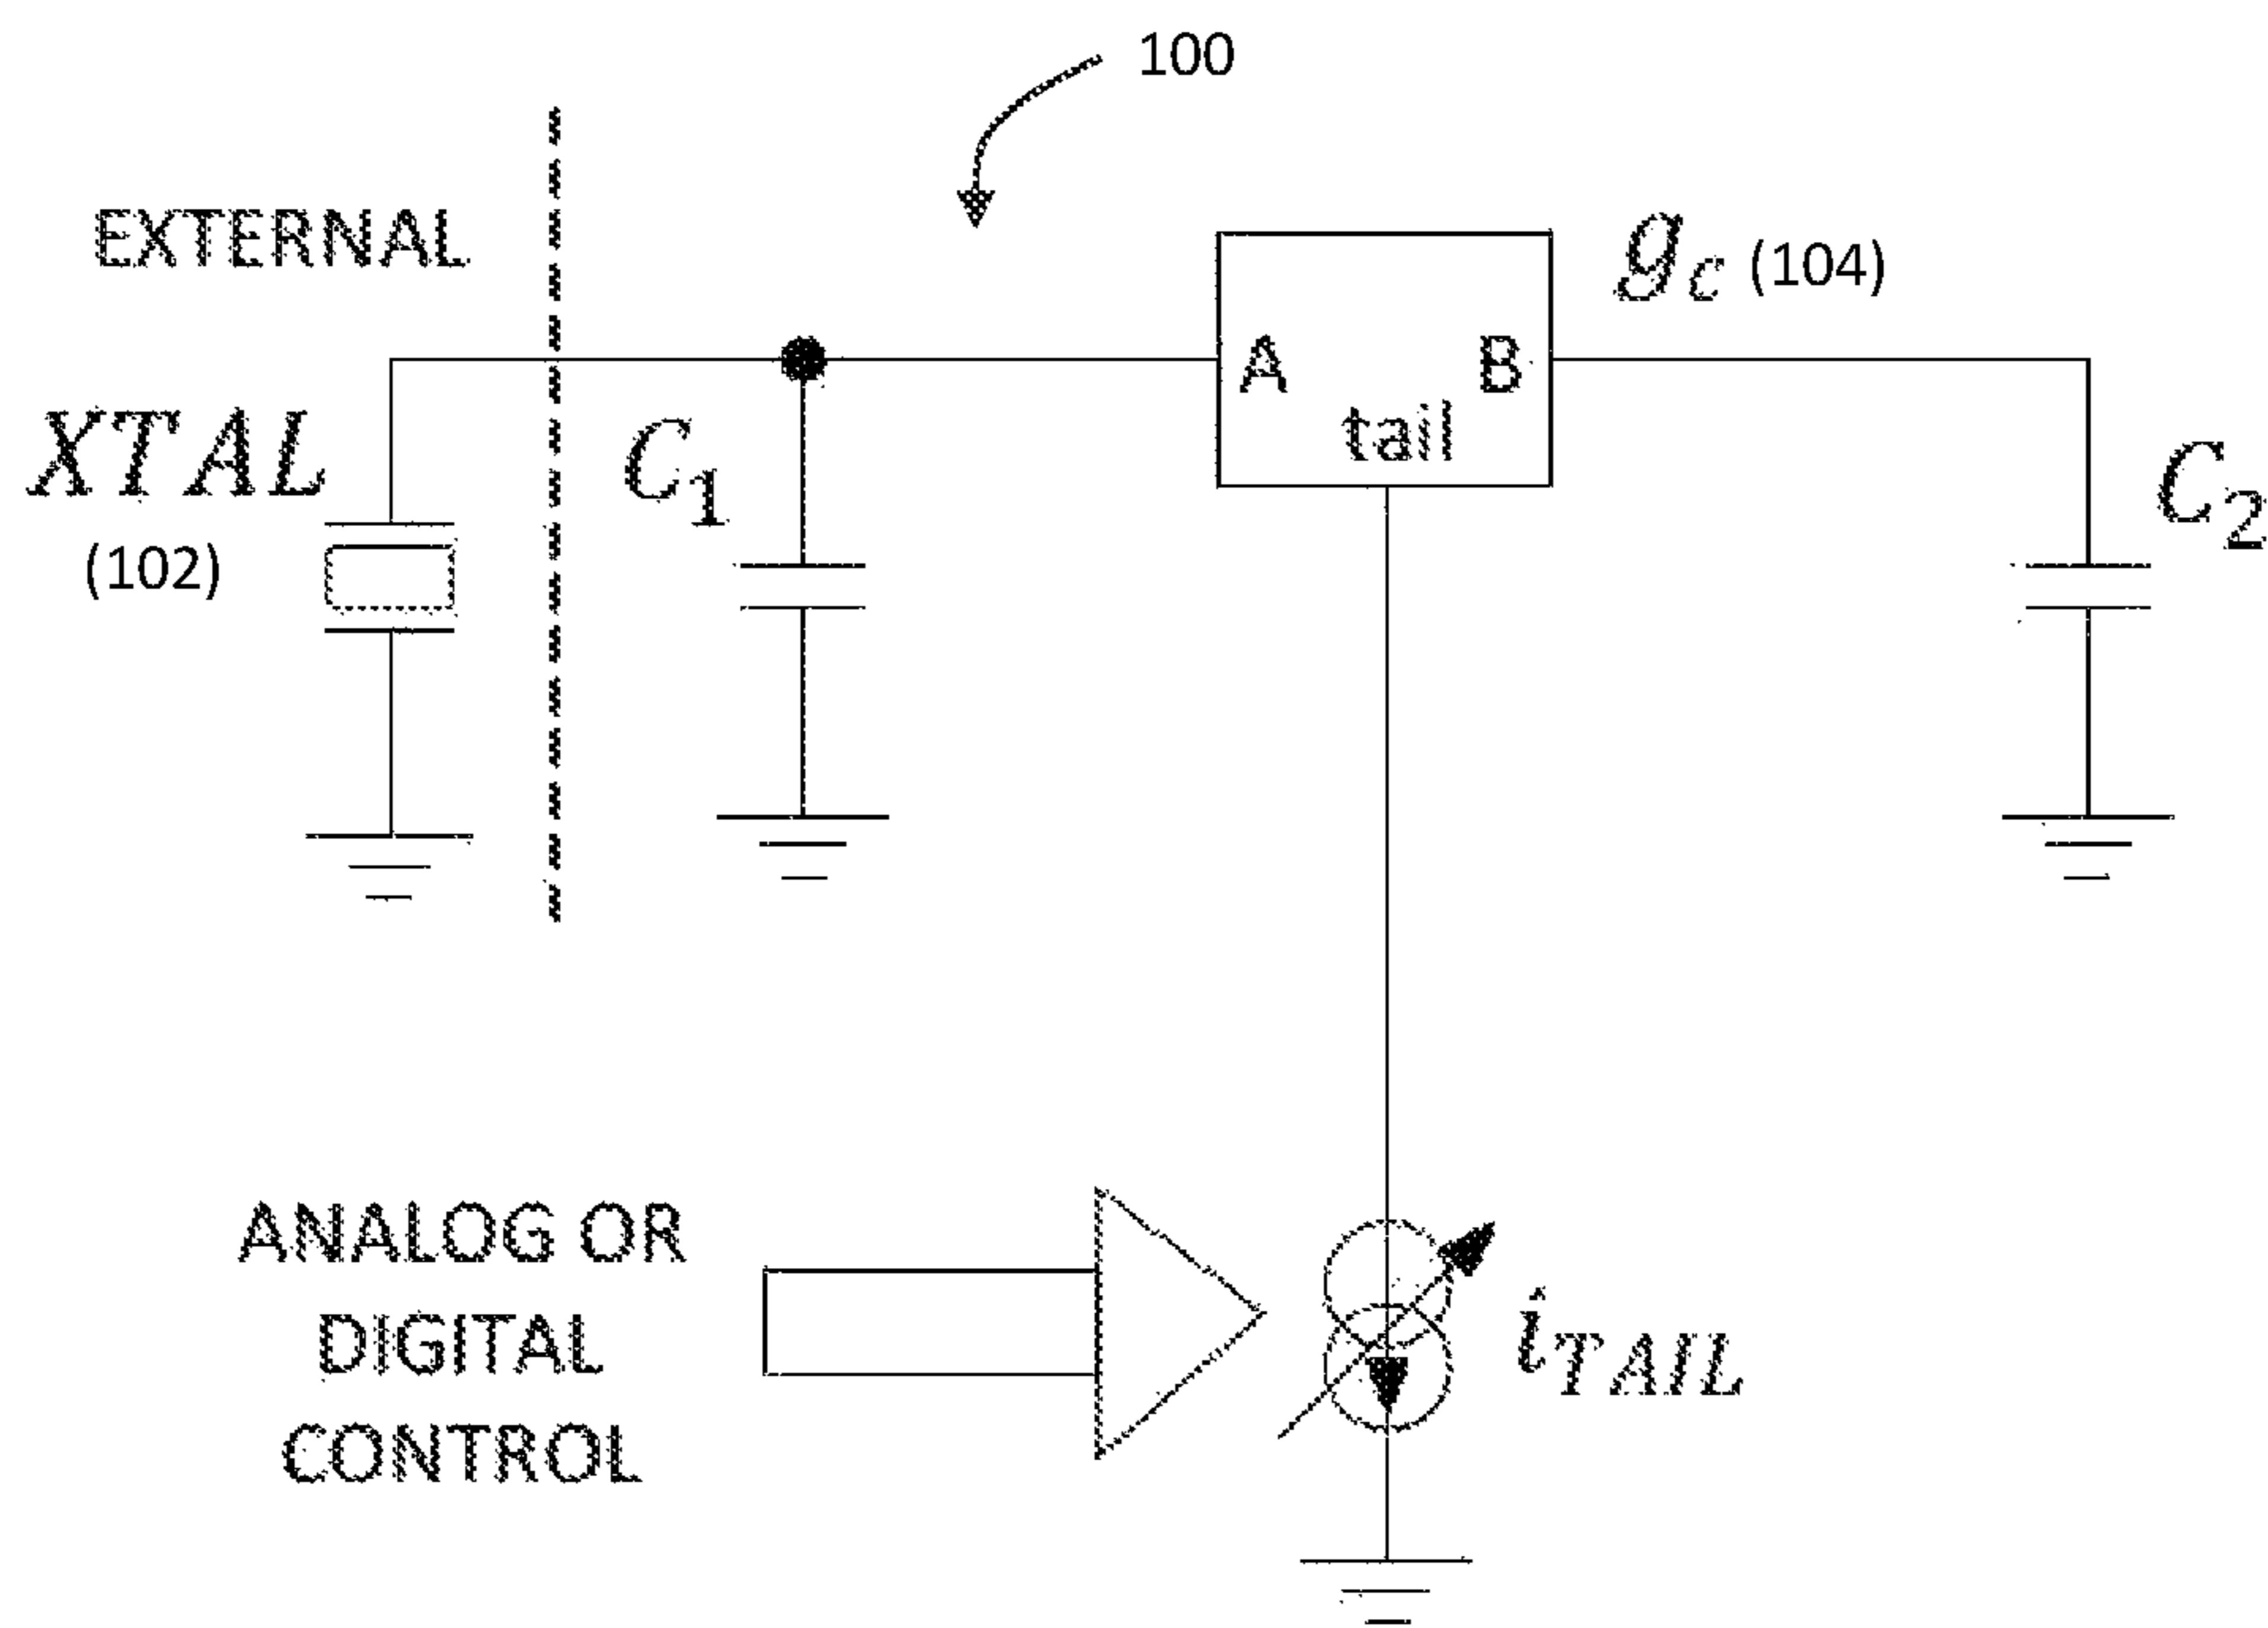 100
EXTERNAL
g_c (104)
A
B
tail
XTAL
(102)
C_1
C_2
ANALOG OR
DIGITAL
CONTROL
i_TAIL